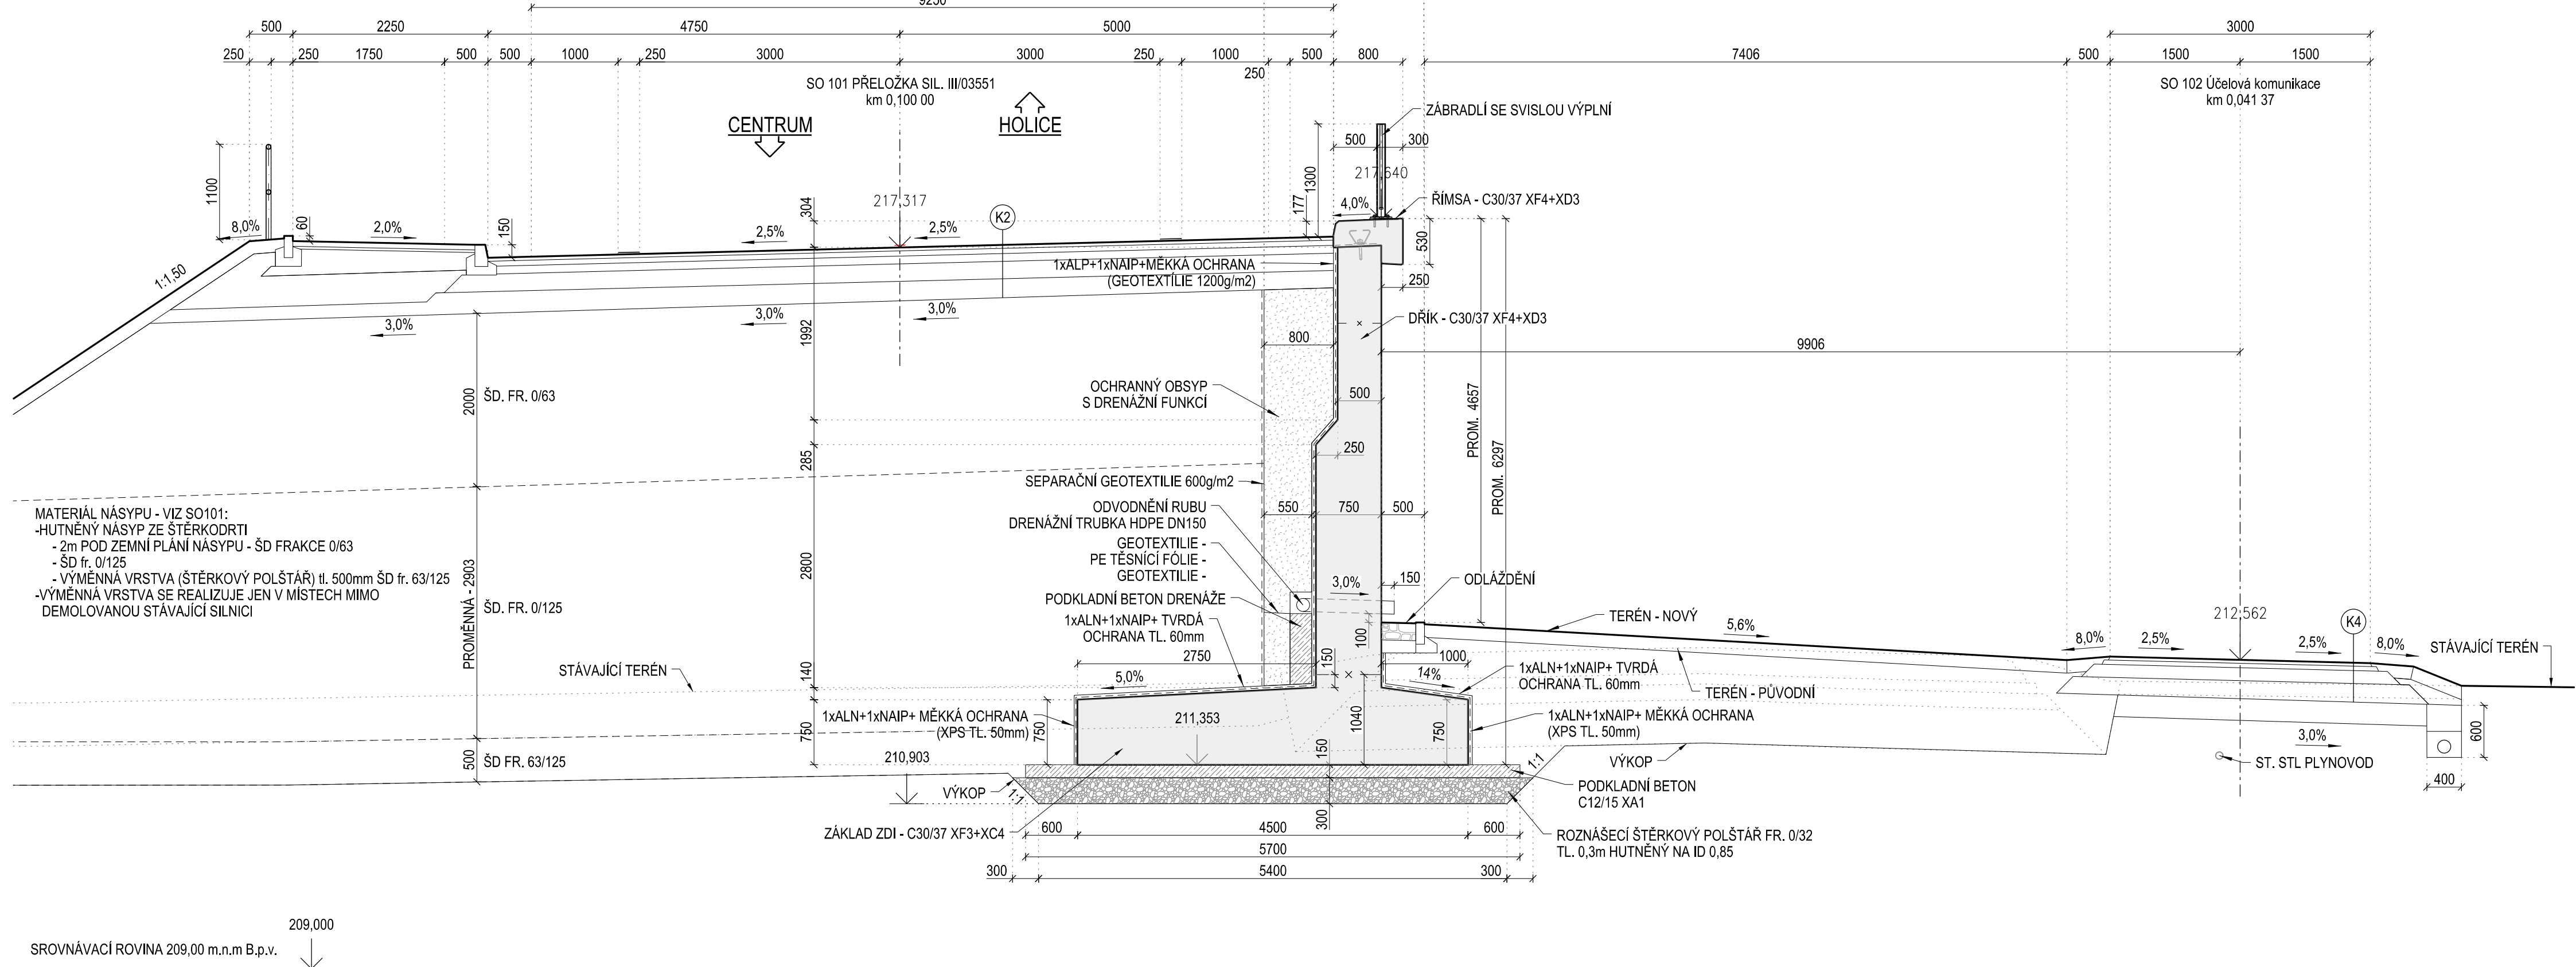 9250
500 2250 4750 5000 3000
250 250 1750 500 500 1000 250 3000 3000 250 1000 500 800 7406 500 1500 1500
250
SO 101 PŘELOŽKA SIL. III/03551
km 0,100 00
SO 102 Účelová komunikace
km 0,041 37
CENTRUM
HOLICE
ZÁBRADLÍ SE SVISLOU VÝPLNÍ
500 300
1100
1300
217,640
217,317
304
177
4,0%
ŘÍMSA - C30/37 XF4+XD3
K2
8,0%
60
2,0%
150
2,5%
2,5%
530
1:1,50
1xALP+1xNAIP+MĚKKÁ OCHRANA
(GEOTEXTÍLIE 1200g/m2)
250
3,0%
3,0%
3,0%
DŘÍK - C30/37 XF4+XD3
1992
800
9906
2000
ŠD. FR. 0/63
OCHRANNÝ OBSYP
S DRENÁŽNÍ FUNKCÍ
500
PROM. 4657
PROM. 6297
285
250
SEPARAČNÍ GEOTEXTILIE 600g/m2
550 750 500
MATERIÁL NÁSYPU - VIZ SO101:
-HUTNĚNÝ NÁSYP ZE ŠTĚRKODRTI
- 2m POD ZEMNÍ PLÁNÍ NÁSYPU - ŠD FRAKCE 0/63
- ŠD fr. 0/125
- VÝMĚNNÁ VRSTVA (ŠTĚRKOVÝ POLŠTÁŘ) tl. 500mm ŠD fr. 63/125
-VÝMĚNNÁ VRSTVA SE REALIZUJE JEN V MÍSTECH MIMO
DEMOLOVANOU STÁVAJÍCÍ SILNICI
ODVODNĚNÍ RUBU
DRENÁŽNÍ TRUBKA HDPE DN150
GEOTEXTILIE -
PE TĚSNÍCÍ FÓLIE -
GEOTEXTILIE -
2800
PROMĚNNÁ - 2903
ŠD. FR. 0/125
3,0%
150
ODLÁŽDĚNÍ
PODKLADNÍ BETON DRENÁŽE
1xALN+1xNAIP+ TVRDÁ
OCHRANA TL. 60mm
100
TERÉN - NOVÝ
5,6%
212,562
K4
8,0%
2,5%
2,5%
8,0%
STÁVAJÍCÍ TERÉN
STÁVAJÍCÍ TERÉN
140
2750
150
1000
5,0%
14%
1xALN+1xNAIP+ TVRDÁ
OCHRANA TL. 60mm
TERÉN - PŮVODNÍ
1xALN+1xNAIP+ MĚKKÁ OCHRANA
(XPS TL. 50mm)
211,353
1040
1xALN+1xNAIP+ MĚKKÁ OCHRANA
(XPS TL. 50mm)
750
750
750
600
3,0%
500
ŠD FR. 63/125
210,903
150
1:1
VÝKOP
ST. STL PLYNOVOD
VÝKOP
1:1
PODKLADNÍ BETON
C12/15 XA1
400
300
ZÁKLAD ZDI - C30/37 XF3+XC4
600 4500 600
ROZNÁŠECÍ ŠTĚRKOVÝ POLŠTÁŘ FR. 0/32
TL. 0,3m HUTNĚNÝ NA ID 0,85
5700
300 5400 300
209,000
SROVNÁVACÍ ROVINA 209,00 m.n.m B.p.v.